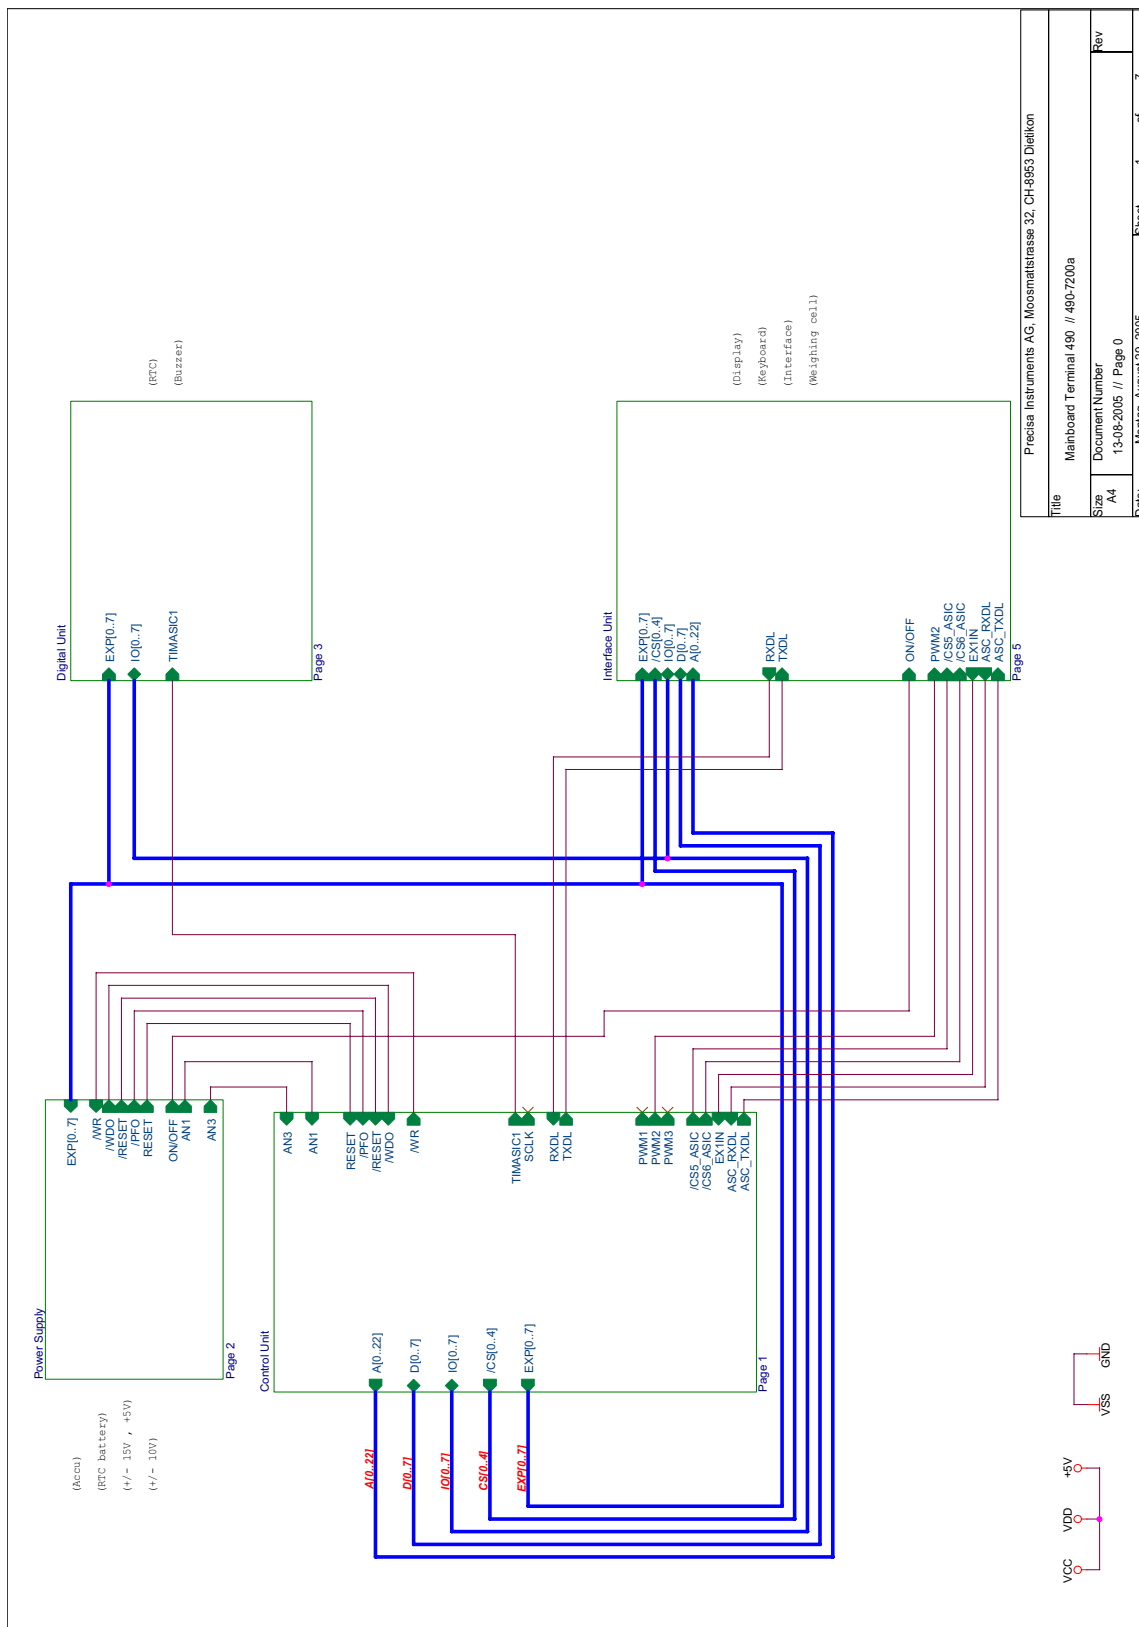 Power Supply
EXP[0..7]
/WR
/WDO
/RESET
/PFO
RESET
ON/OFF
AN1
AN3
Page 2
(Accu)
(RTC battery)
(+/- 15V , +5V)
(+/- 10V)
Digital Unit
EXP[0..7]
IO[0..7]
TIMASIC1
Page 3
(RTC)
(Buzzer)
Control Unit
AN3
AN1
RESET
/PFO
/RESET
/WDO
/WR
TIMASIC1
SCLK
RXDL
TXDL
PWM1
PWM2
PWM3
/CS5_ASIC
/CS6_ASIC
EX1IN
ASC_RXDL
ASC_TXDL
A[0..22]
D[0..7]
IO[0..7]
/CS[0..4]
EXP[0..7]
Page 1
A[0..22]
D[0..7]
IO[0..7]
CS[0..4]
EXP[0..7]
Interface Unit
EXP[0..7]
/CS[0..4]
IO[0..7]
D[0..7]
A[0..22]
RXDL
TXDL
ON/OFF
PWM2
/CS5_ASIC
/CS6_ASIC
EX1IN
ASC_RXDL
ASC_TXDL
Page 5
(Display)
(Keyboard)
(Interface)
(Weighing cell)
VCC
VDD
+5V
VSS
GND
Precisa Instruments AG, Moosmattstrasse 32, CH-8953 Dietikon
Title
Mainboard Terminal 490 // 490-7200a
Size
A4
Document Number
13-08-2005 // Page 0
Rev